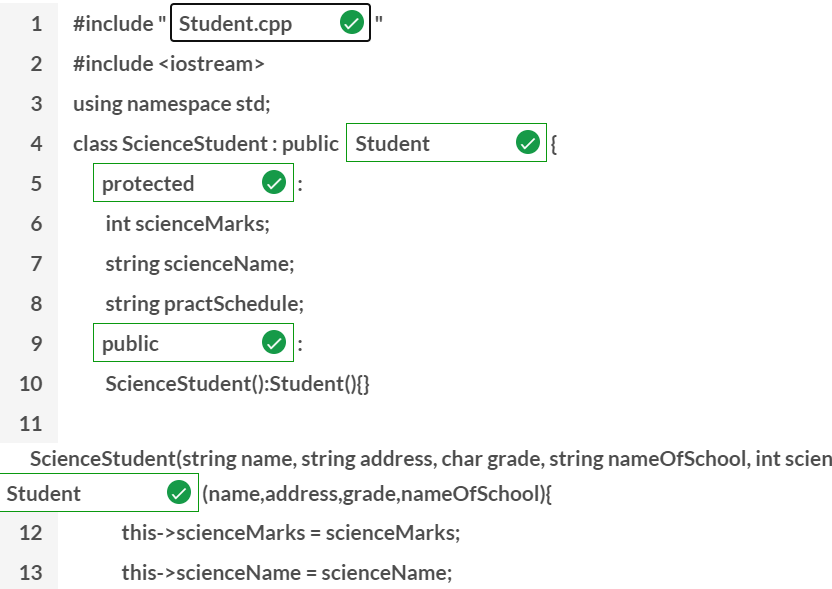 1 #include " Student.cpp "
2 #include <iostream>
3 using namespace std;
4 class ScienceStudent : public Student {
5 protected :
6 int scienceMarks;
7 string scienceName;
8 string practSchedule;
9 public :
10 ScienceStudent():Student(){}
11
ScienceStudent(string name, string address, char grade, string nameOfSchool, int scien
Student (name,address,grade,nameOfSchool){
12 this->scienceMarks = scienceMarks;
13 this->scienceName = scienceName;